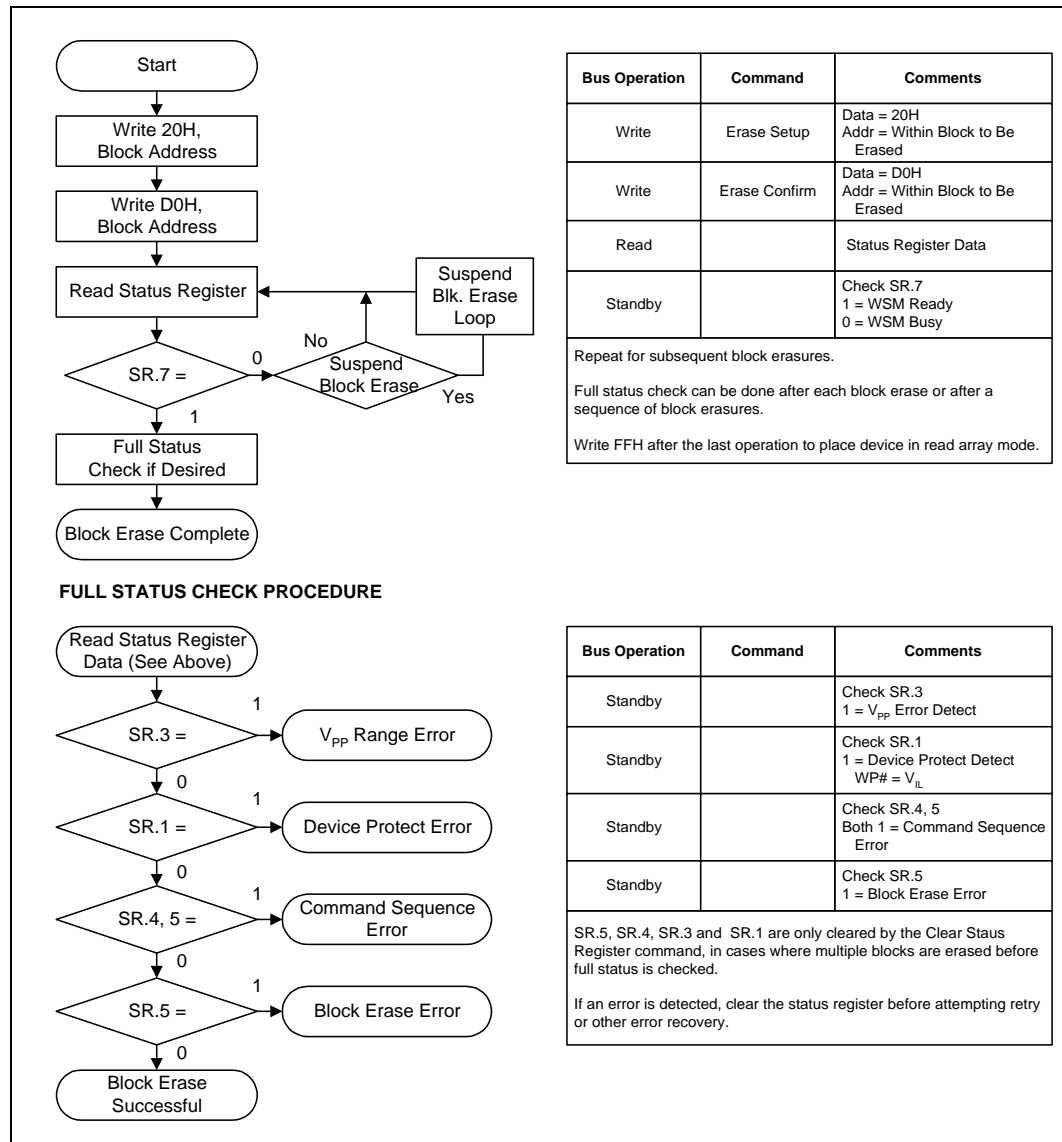 Start
Write 20H,
Block Address
Write D0H,
Block Address
Read Status Register
Suspend
Blk. Erase
Loop
No
SR.7 =
0
Suspend
Block Erase
Yes
1
Full Status
Check if Desired
Block Erase Complete
Bus Operation Command Comments
Write Erase Setup Data = 20H
Addr = Within Block to Be
Erased
Write Erase Confirm Data = D0H
Addr = Within Block to Be
Erased
Read Status Register Data
Standby Check SR.7
1 = WSM Ready
0 = WSM Busy
Repeat for subsequent block erasures.
Full status check can be done after each block erase or after a
sequence of block erasures.
Write FFH after the last operation to place device in read array mode.
FULL STATUS CHECK PROCEDURE
Read Status Register
Data (See Above)
1
SR.3 =
VPP Range Error
0
1
SR.1 =
Device Protect Error
0
1
SR.4, 5 =
Command Sequence
Error
0
1
SR.5 =
Block Erase Error
0
Block Erase
Successful
Bus Operation Command Comments
Standby Check SR.3
1 = VPP Error Detect
Standby Check SR.1
1 = Device Protect Detect
WP# = VIL
Standby Check SR.4, 5
Both 1 = Command Sequence
Error
Standby Check SR.5
1 = Block Erase Error
SR.5, SR.4, SR.3 and SR.1 are only cleared by the Clear Staus
Register command, in cases where multiple blocks are erased before
full status is checked.
If an error is detected, clear the status register before attempting retry
or other error recovery.